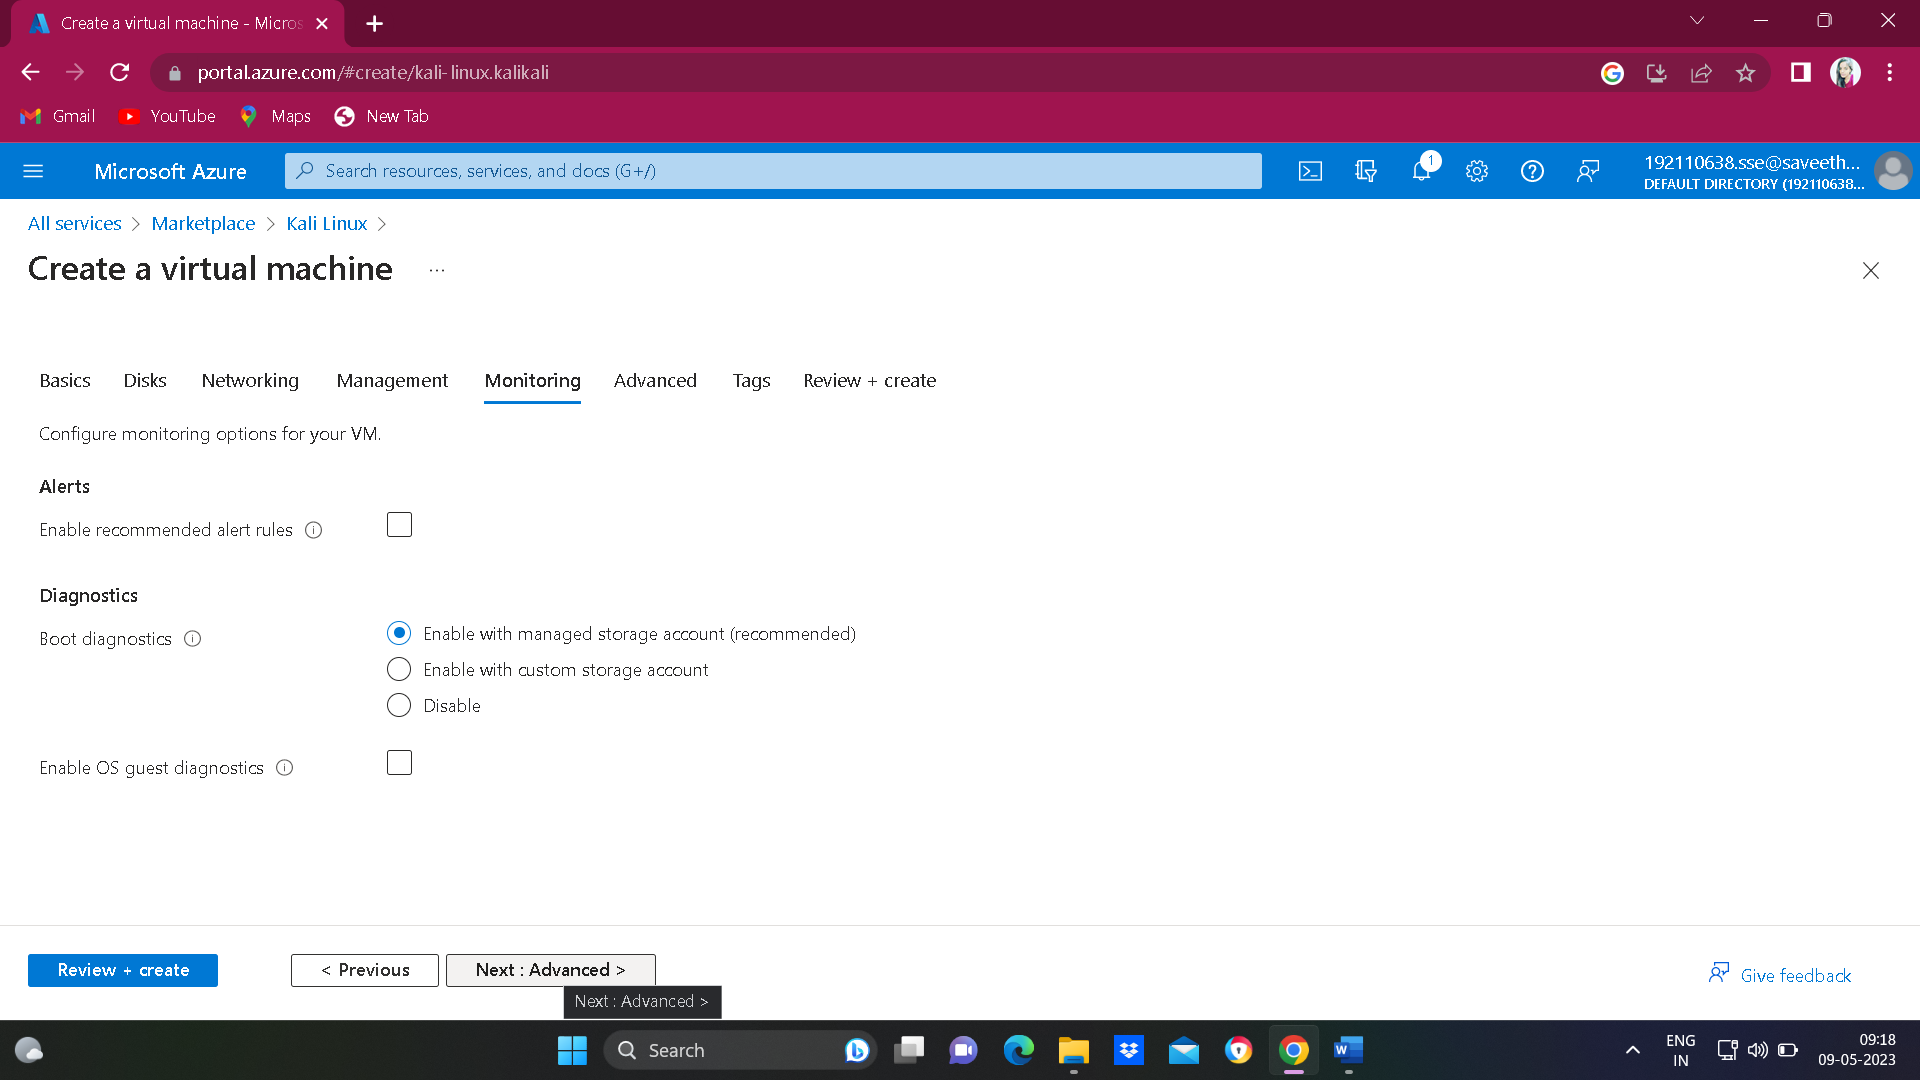 Create a virtual machine - Micros
portal.azure.com/#create/kali-linux.kalikali
Gmail YouTube Maps New Tab
Microsoft Azure
Search resources, services, and docs (G+/)
1
192110638.sse@saveeth...
DEFAULT DIRECTORY (192110638...
All services > Marketplace > Kali Linux >
Create a virtual machine ...
Basics Disks Networking Management Monitoring Advanced Tags Review + create
Configure monitoring options for your VM.
Alerts
Enable recommended alert rules
Diagnostics
Boot diagnostics
Enable with managed storage account (recommended)
Enable with custom storage account
Disable
Enable OS guest diagnostics
Review + create
< Previous
Next : Advanced >
Next : Advanced >
Give feedback
Search
W
ENG
IN
09:18
09-05-2023